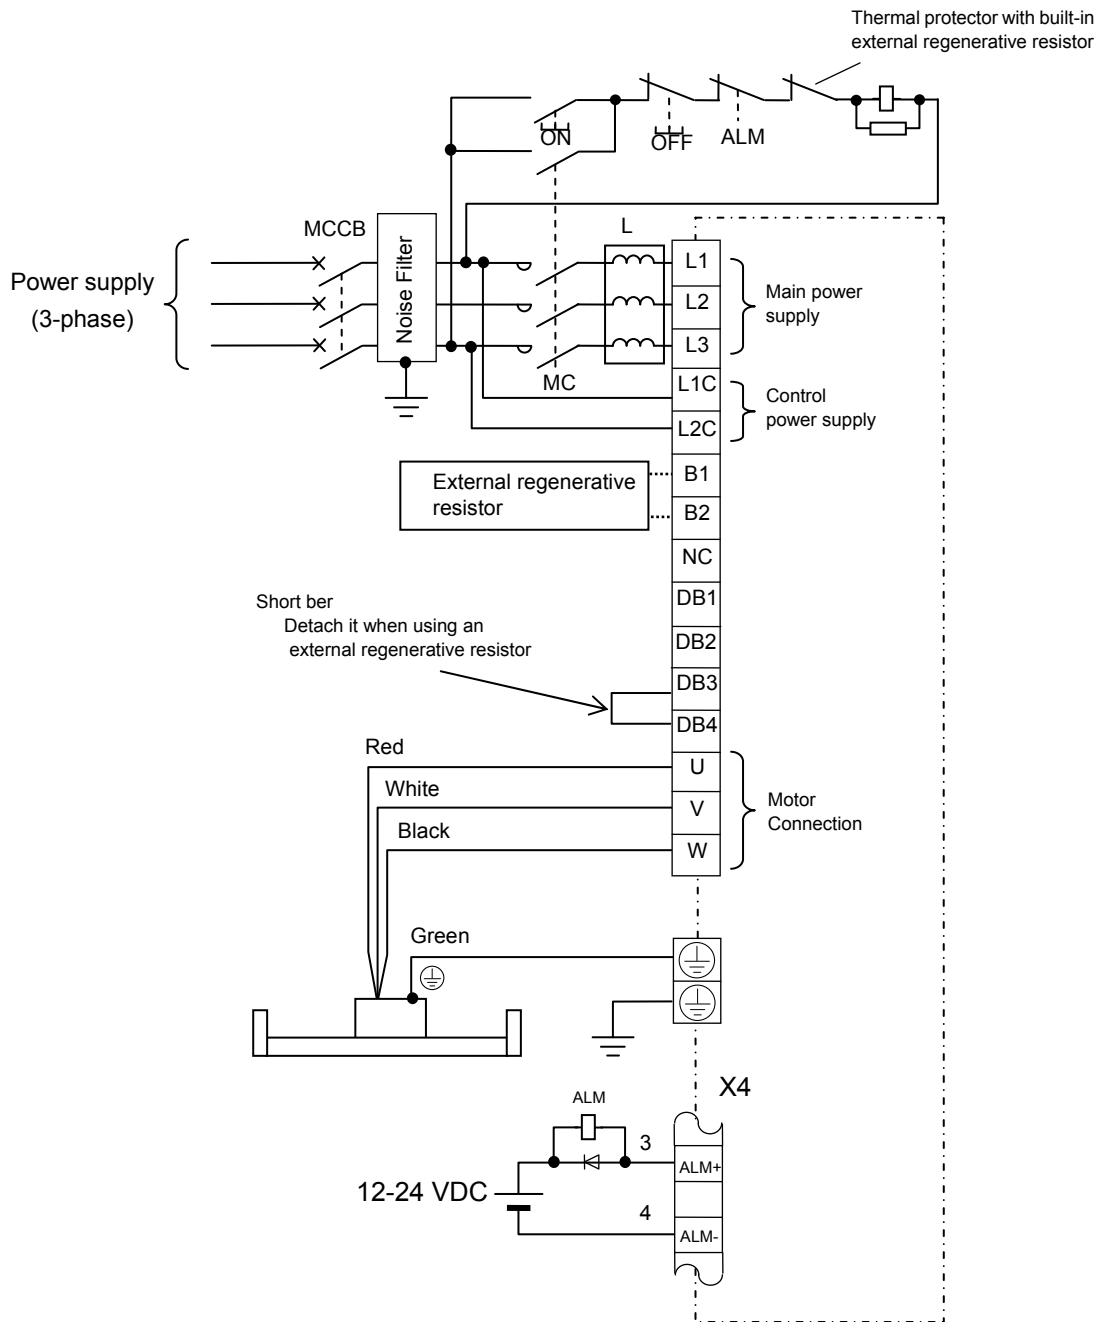 Thermal protector with built-in
external regenerative resistor
ON
OFF
ALM
MCCB
Noise Filter
L
Power supply
(3-phase)
L1
L2
L3
Main power
supply
MC
L1C
L2C
Control
power supply
External regenerative
resistor
B1
B2
NC
DB1
DB2
DB3
DB4
Short ber
Detach it when using an
external regenerative resistor
Red
White
Black
U
V
W
Motor
Connection
Green
X4
ALM
3
ALM+
12-24 VDC
4
ALM-